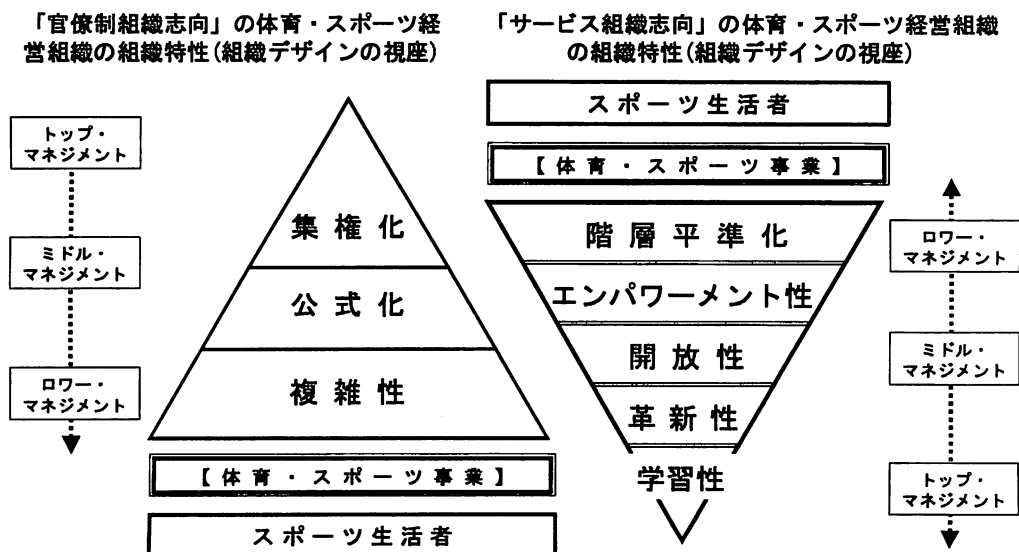 「官僚制組織志向」の体育・スポーツ経
営組織の組織特性(組織デザインの視座)
トップ・
マネジメント
ミドル・
マネジメント
ロワー・
マネジメント
集権化
公式化
複雑性
【体育・スポーツ事業】
スポーツ生活者
「サービス組織志向」の体育・スポーツ経営組織
の組織特性(組織デザインの視座)
スポーツ生活者
【体育・スポーツ事業】
階層平準化
エンパワーメント性
開放性
革新性
学習性
ロワー・
マネジメント
ミドル・
マネジメント
トップ・
マネジメント